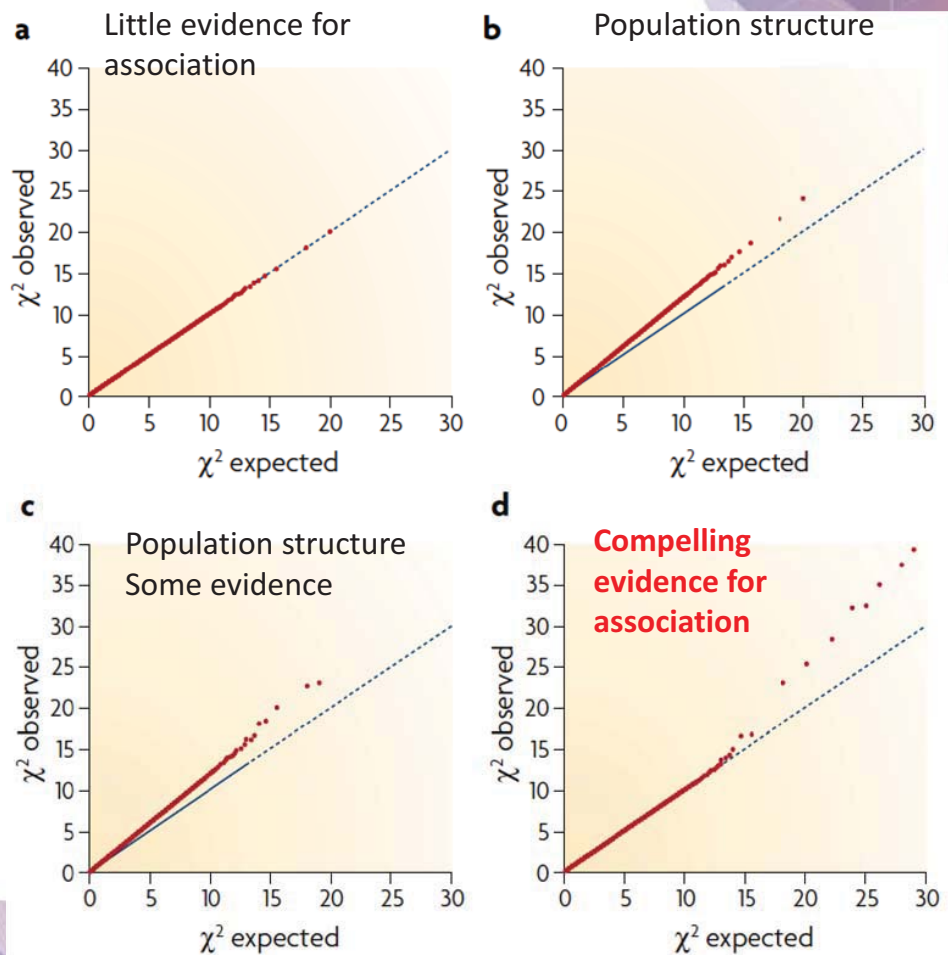 a
Little evidence for
association
40
35
30
25
20
15
10
5
0
χ² observed
0 5 10 15 20 25 30
χ² expected
b
Population structure
40
35
30
25
20
15
10
5
0
χ² observed
0 5 10 15 20 25 30
χ² expected
c
Population structure
Some evidence
40
35
30
25
20
15
10
5
0
χ² observed
0 5 10 15 20 25 30
χ² expected
d
Compelling
evidence for
association
40
35
30
25
20
15
10
5
0
χ² observed
0 5 10 15 20 25 30
χ² expected